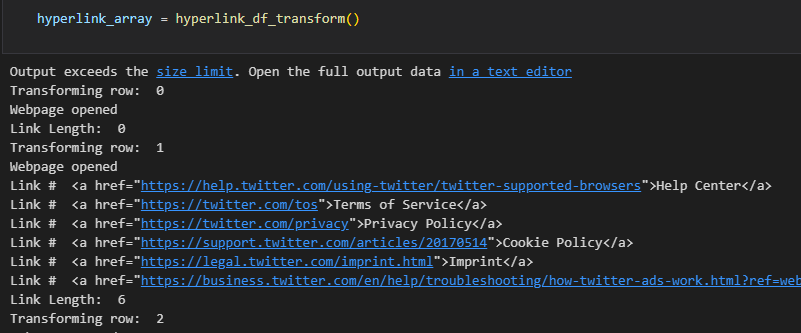 hyperlink_array = hyperlink_df_transform()
Output exceeds the size limit. Open the full output data in a text editor
Transforming row:  0
Webpage opened
Link Length:  0
Transforming row:  1
Webpage opened
Link #  <a href="https://help.twitter.com/using-twitter/twitter-supported-browsers">Help Center</a>
Link #  <a href="https://twitter.com/tos">Terms of Service</a>
Link #  <a href="https://twitter.com/privacy">Privacy Policy</a>
Link #  <a href="https://support.twitter.com/articles/20170514">Cookie Policy</a>
Link #  <a href="https://legal.twitter.com/imprint.html">Imprint</a>
Link #  <a href="https://business.twitter.com/en/help/troubleshooting/how-twitter-ads-work.html?ref=web
Link Length:  6
Transforming row:  2